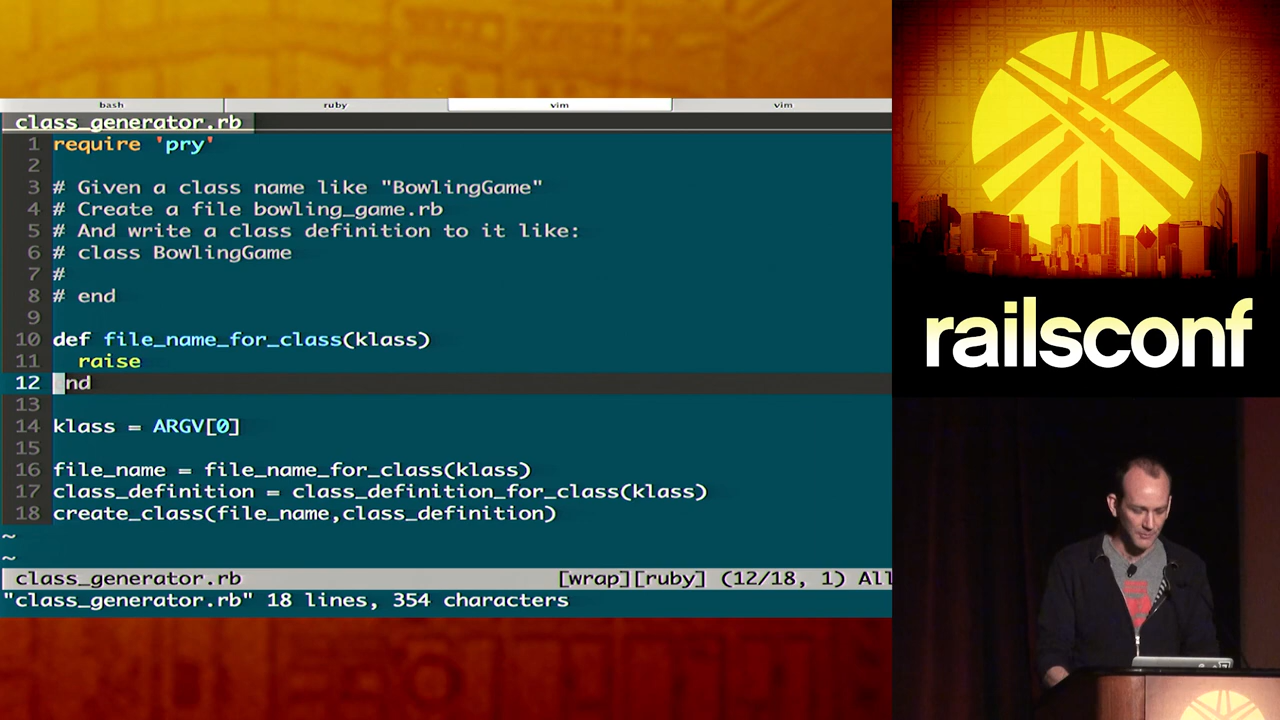 bash ruby vim vim
class_generator.rb
1 require 'pry'
2
3 # Given a class name like "BowlingGame"
4 # Create a file bowling_game.rb
5 # And write a class definition to it like:
6 # class BowlingGame
7 #
8 # end
9
10 def file_name_for_class(klass)
11   raise
12 end
13
14 klass = ARGV[0]
15
16 file_name = file_name_for_class(klass)
17 class_definition = class_definition_for_class(klass)
18 create_class(file_name,class_definition)
~
~
class_generator.rb [wrap][ruby] (12/18, 1) All
"class_generator.rb" 18 lines, 354 characters
railsconf